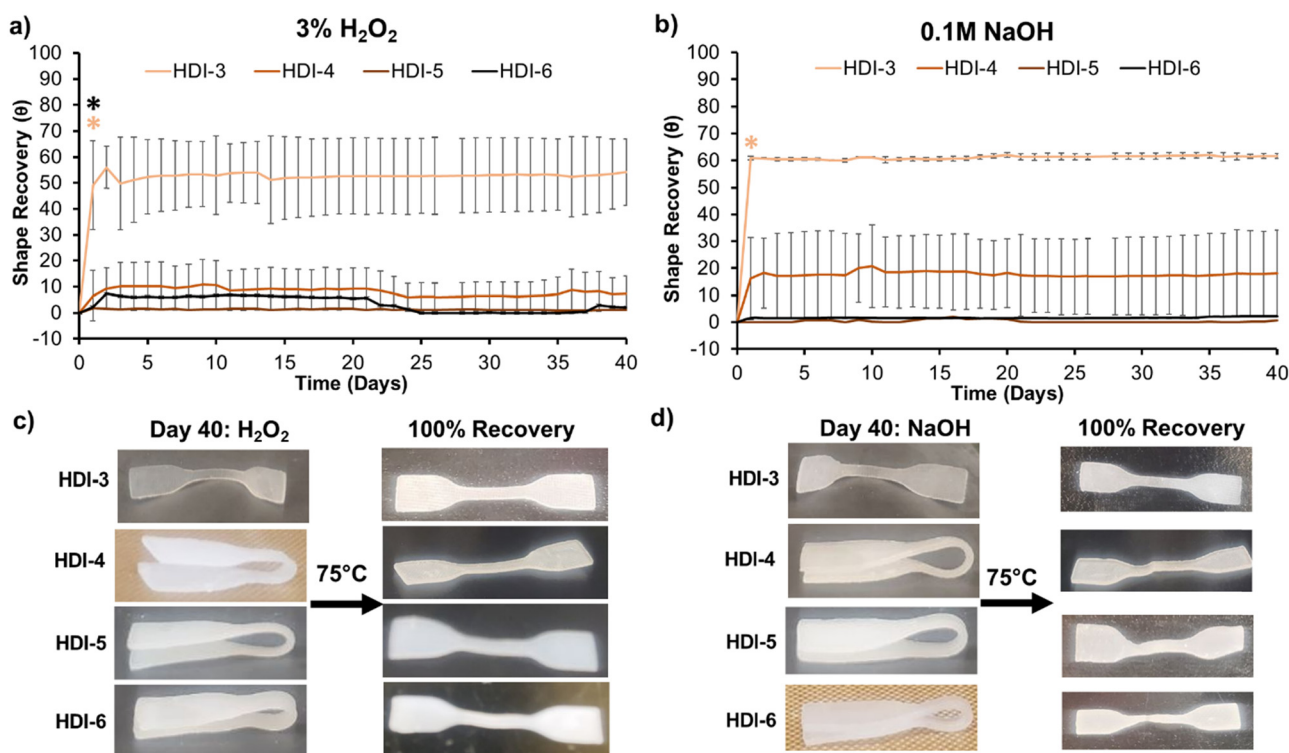 a)
3% H₂O₂
100
90
80
70
60
50
40
30
20
10
0
-10
Shape Recovery (θ)
HDI-3 HDI-4 HDI-5 HDI-6
*
*
0 5 10 15 20 25 30 35 40
Time (Days)
b)
0.1M NaOH
100
90
80
70
60
50
40
30
20
10
0
-10
Shape Recovery (θ)
HDI-3 HDI-4 HDI-5 HDI-6
*
0 5 10 15 20 25 30 35 40
Time (Days)
c)
Day 40: H₂O₂ 100% Recovery
HDI-3
HDI-4
75°C
HDI-5
HDI-6
d)
Day 40: NaOH 100% Recovery
HDI-3
HDI-4
75°C
HDI-5
HDI-6